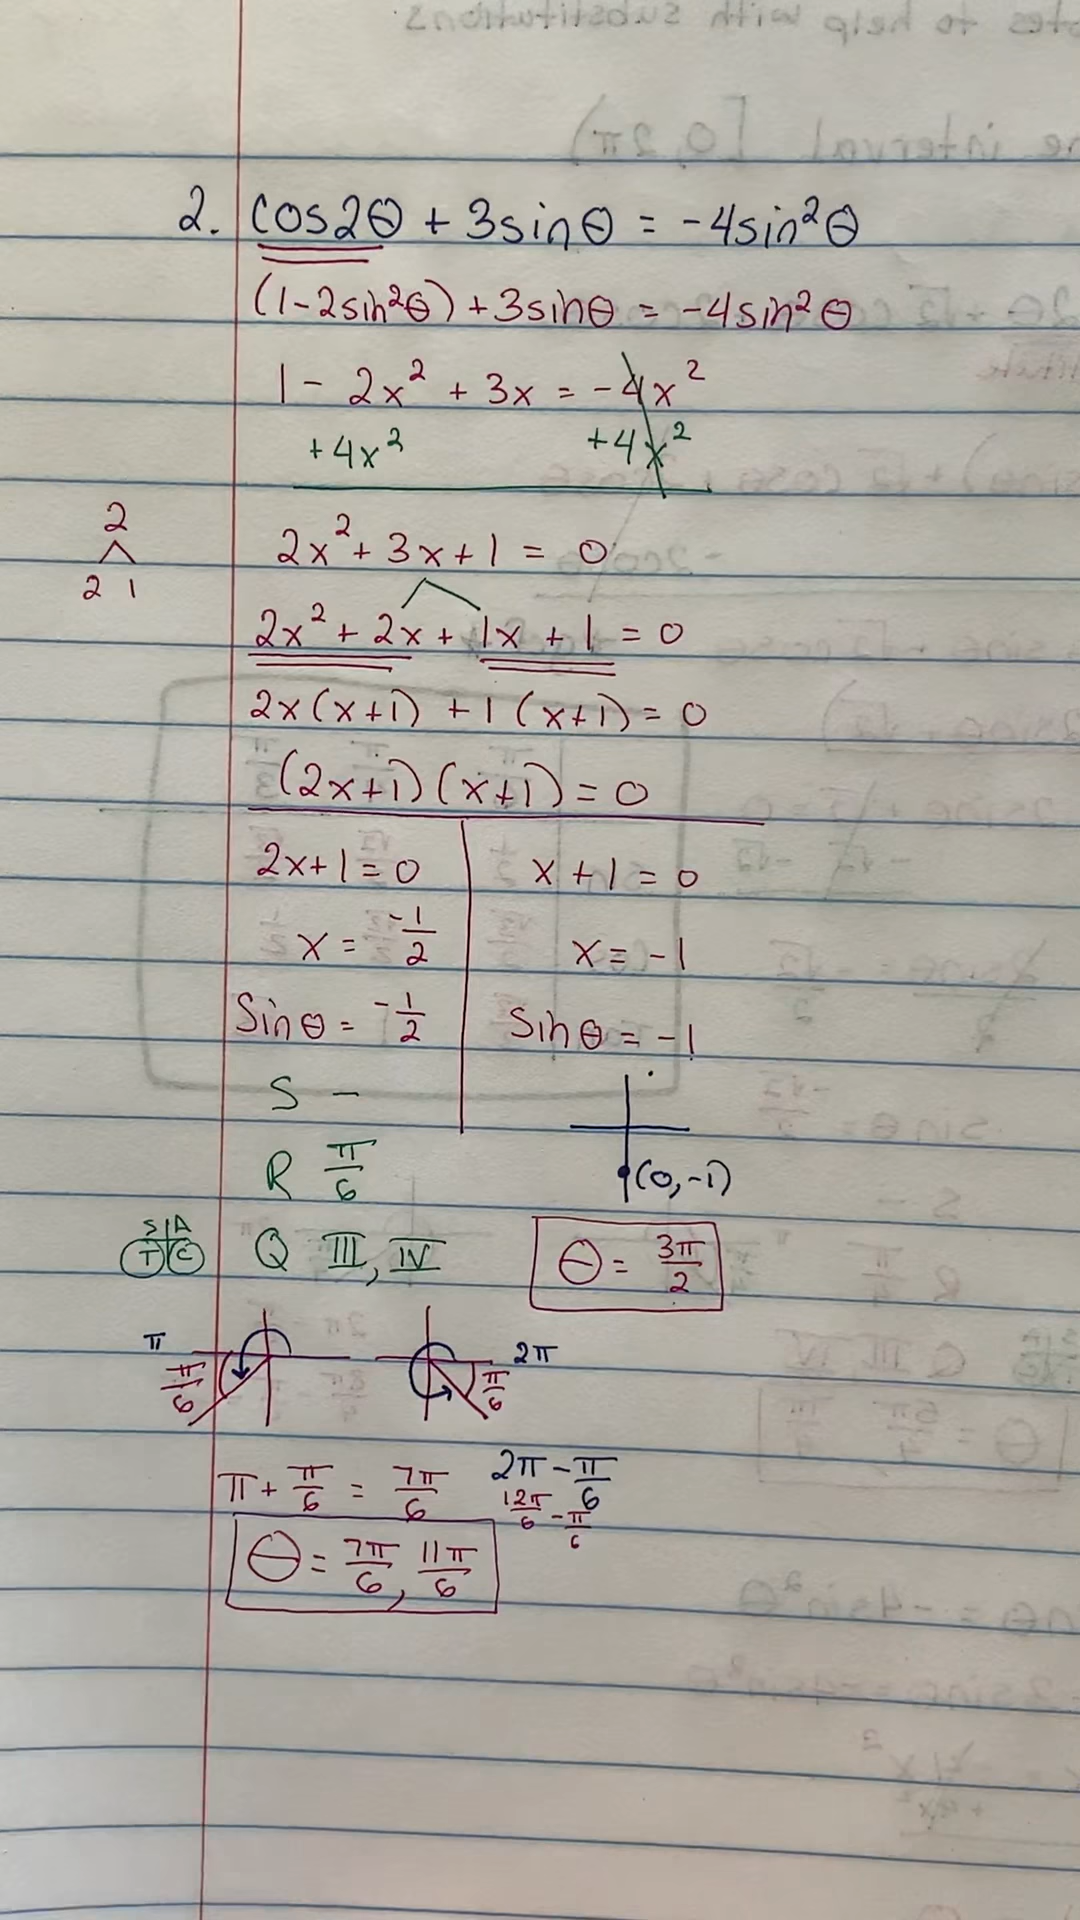 2. cos2θ + 3sinθ = -4sin²θ
(1-2sin²θ) + 3sinθ = -4sin²θ
1 - 2x² + 3x = -4x²
+4x² +4x²
2
2 1
2x² + 3x + 1 = 0
2x² + 2x + 1x + 1 = 0
2x(x+1) + 1(x+1) = 0
(2x+1)(x+1) = 0
2x+1 = 0
x = -1/2
Sinθ = -1/2
S -
R π/6
S A
T C
Q III, IV
π
π/6
2π
π/6
π + π/6 = 7π/6
2π - π/6
12π/6 - π/6
θ = 7π/6, 11π/6
x + 1 = 0
x = -1
Sinθ = -1
(0,-1)
θ = 3π/2